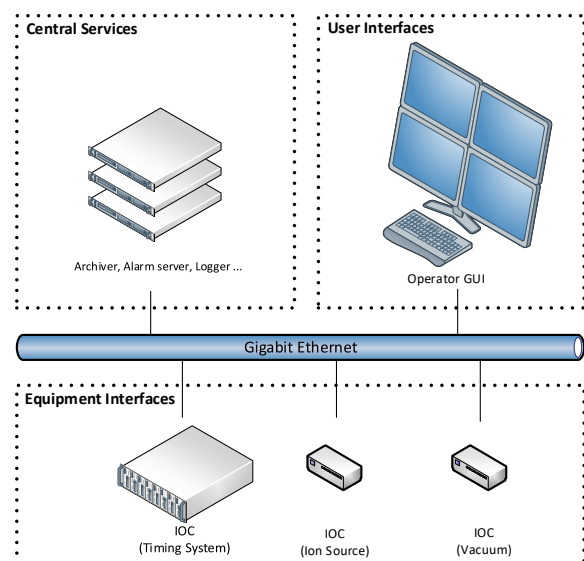 Central Services
User Interfaces
Archiver, Alarm server, Logger ...
Operator GUI
Gigabit Ethernet
Equipment Interfaces
IOC
(Timing System)
IOC
(Ion Source)
IOC
(Vacuum)